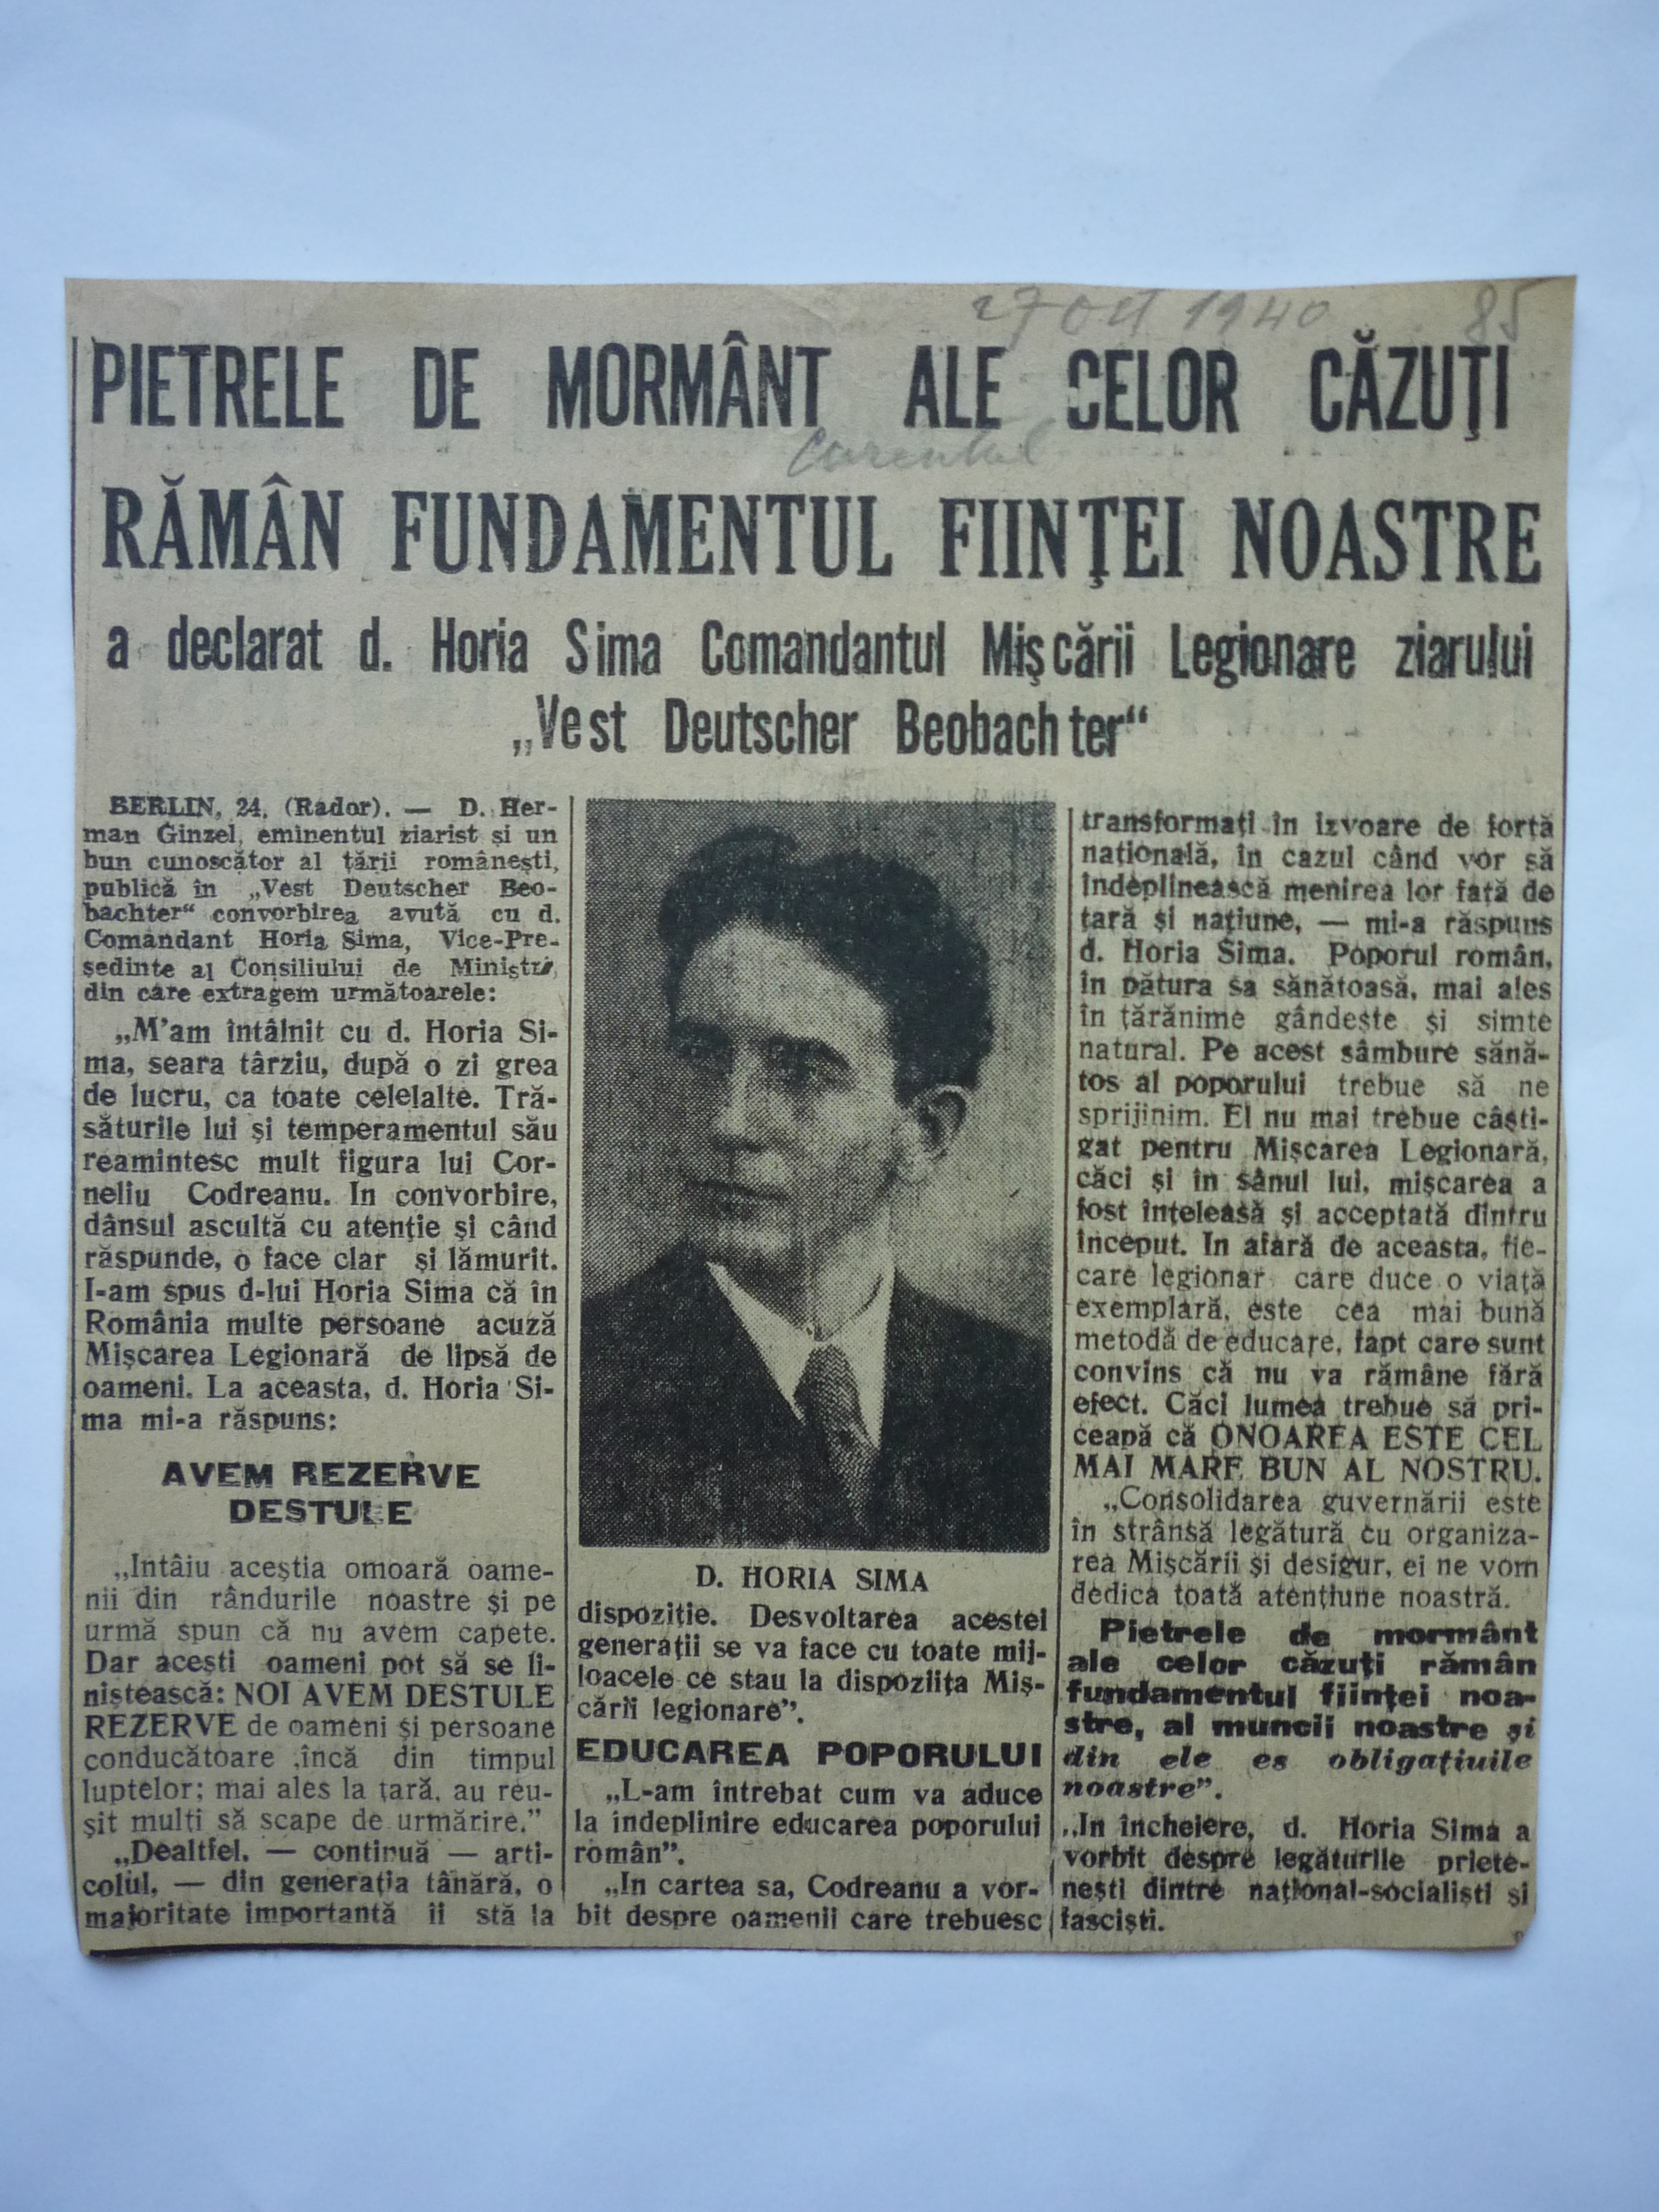 27 Oct 1940 85
PIETRELE DE MORMÂNT ALE CELOR CĂZUŢI
Curentul
RĂMÂN FUNDAMENTUL FIINŢEI NOASTRE
a declarat d. Horia Sima Comandantul Mişcării Legionare ziarului
„Vest Deutscher Beobachter“
BERLIN, 24. (Rador). — D. Her-
man Ginzel, eminentul ziarist şi un
bun cunoscător al ţării româneşti,
publică în „Vest Deutscher Beo-
bachter“ convorbirea avută cu d.
Comandant Horia Sima, Vice-Pre-
şedinte al Consiliului de Miniştri,
din care extragem următoarele:
„M'am întâlnit cu d. Horia Si-
ma, seara târziu, după o zi grea
de lucru, ca toate celelalte. Tră-
săturile lui şi temperamentul său
reamintesc mult figura lui Cor-
neliu Codreanu. In convorbire,
dânsul ascultă cu atenţie şi când
răspunde, o face clar şi lămurit.
I-am spus d-lui Horia Sima că în
România multe persoane acuză
Mişcarea Legionară de lipsă de
oameni. La aceasta, d. Horia Si-
ma mi-a răspuns:
AVEM REZERVE
DESTULE
„Intâiu aceştia omoară oame-
nii din rândurile noastre şi pe
urmă spun că nu avem capete.
Dar aceşti oameni pot să se li-
niştească: NOI AVEM DESTULE
REZERVE de oameni şi persoane
conducătoare ,încă din timpul
luptelor; mai ales la ţară, au reu-
şit mulţi să scape de urmărire.”
„Dealtfel, — continuă — arti-
colul, — din generaţia tânără, o
majoritate importantă îi stă la
D. HORIA SIMA
dispoziţie. Desvoltarea acestei
generaţii se va face cu toate mij-
loacele ce stau la dispoziiţa Miş-
cării legionare”.
EDUCAREA POPORULUI
„L-am întrebat cum va aduce
la indeplinire educarea poporului
român”.
„In cartea sa, Codreanu a vor-
bit despre oamenii care trebuesc
transformaţi în izvoare de forţă
naţională, în cazul când vor să
îndeplinească menirea lor faţă de
ţară şi naţiune, — mi-a răspuns
d. Horia Sima. Poporul român,
în pătura sa sănătoasă, mai ales
în ţărănime gândeşte şi simte
natural. Pe acest sâmbure sănă-
tos al poporului trebue să ne
sprijinim. El nu mai trebue câşti-
gat pentru Mişcarea Legionară,
căci şi în sânul lui, mişcarea a
fost înţeleasă şi acceptată dintru
început. In afară de aceasta, fie-
care legionar care duce o viaţă
exemplară, este cea mai bună
metodă de educare, fapt care sunt
convins că nu va rămâne fără
efect. Căci lumea trebue să pri-
ceapă că ONOAREA ESTE CEL
MAI MARE BUN AL NOSTRU.
„Consolidarea guvernării este
în strânsă legătură cu organiza-
rea Mişcării şi desigur, ei ne vom
dedica toată atenţiune noastră.
Pietrele de mormânt
ale celor căzuţi rămân
fundamentul fiinţei noa-
stre, al muncii noastre şi
din ele es obligaţiuile
noastre”.
„In încheiere, d. Horia Sima a
vorbit despre legăturile priete-
neşti dintre naţional-socialişti şi
fascişti.